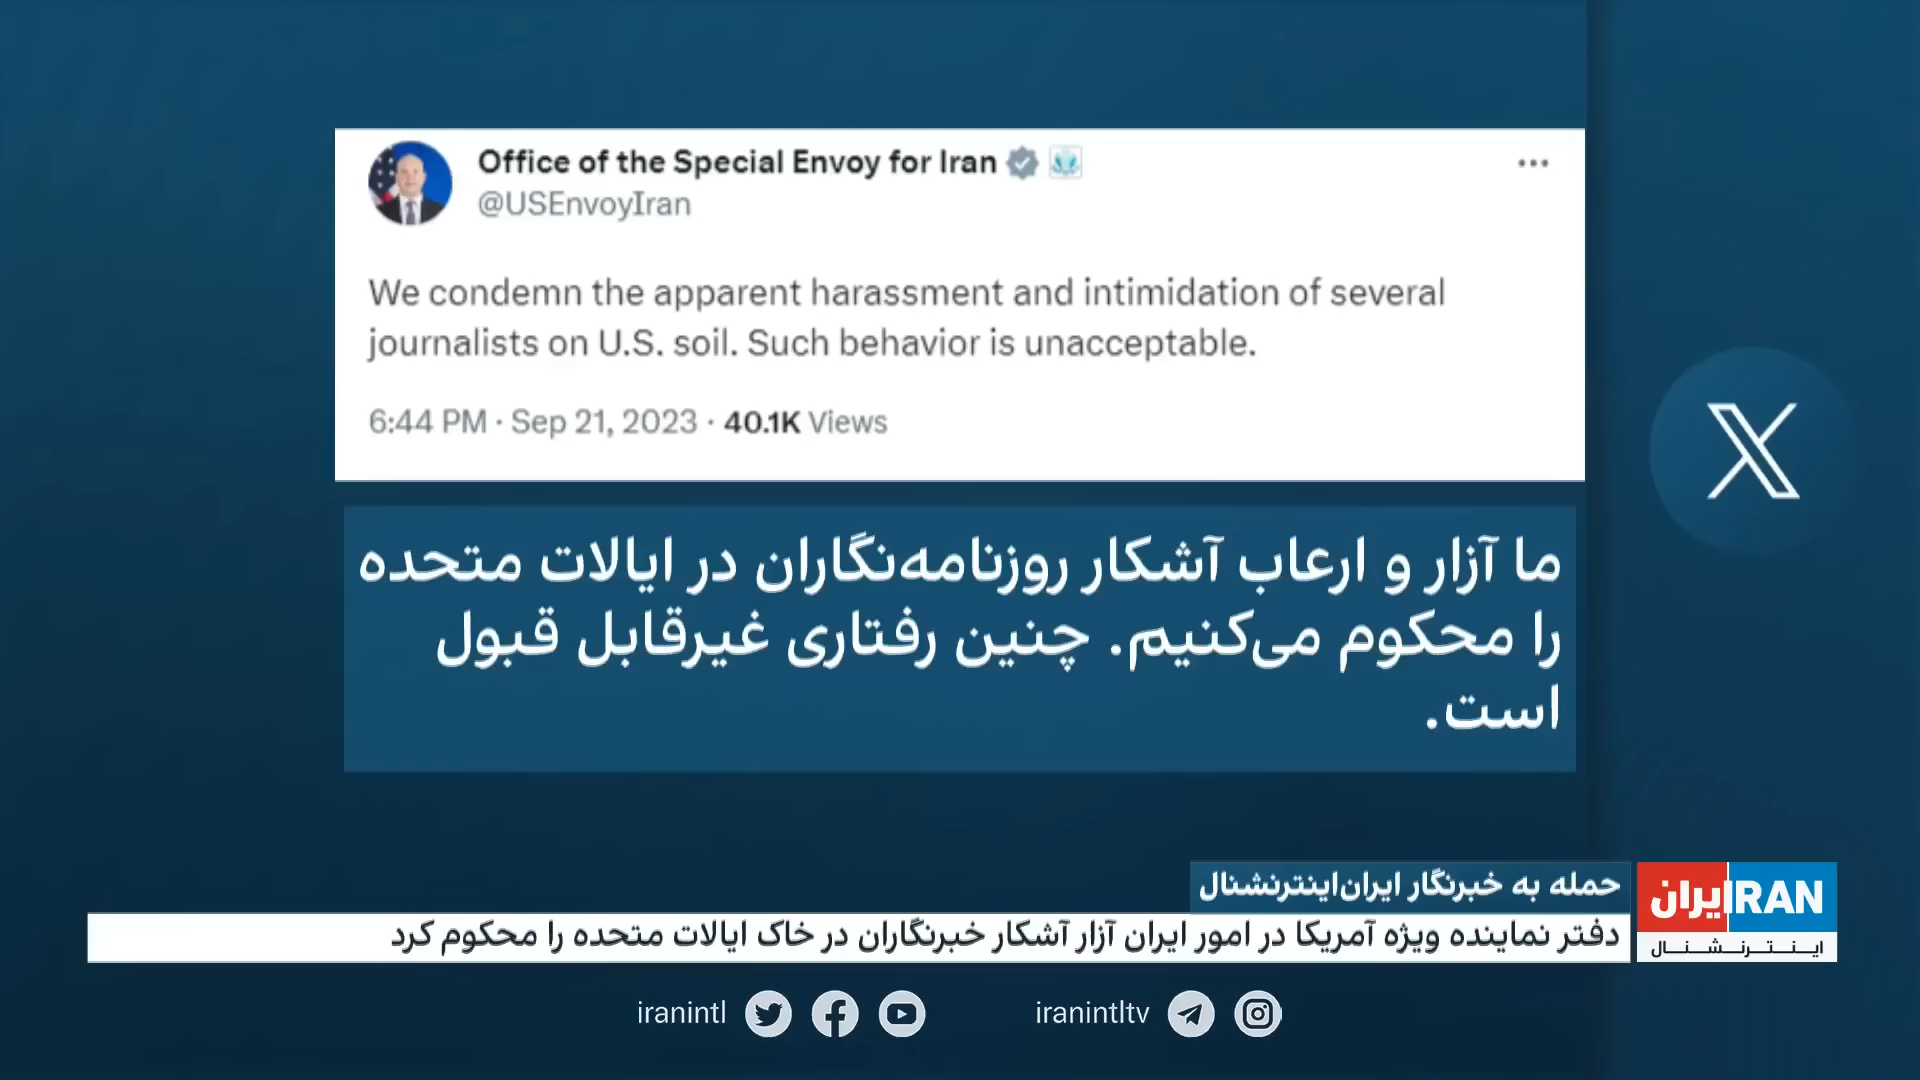 Office of the Special Envoy for Iran
@USEnvoyIran
We condemn the apparent harassment and intimidation of several
journalists on U.S. soil. Such behavior is unacceptable.
6:44 PM · Sep 21, 2023 · 40.1K Views
ما آزار و ارعاب آشکار روزنامه‌نگاران در ایالات متحده
را محکوم می‌کنیم. چنین رفتاری غیرقابل قبول
است.
حمله به خبرنگار ایران‌اینترنشنال
دفتر نماینده ویژه آمریکا در امور ایران آزار آشکار خبرنگاران در خاک ایالات متحده را محکوم کرد
ایران IRAN
اینترنشنال
iranintl
iranintltv